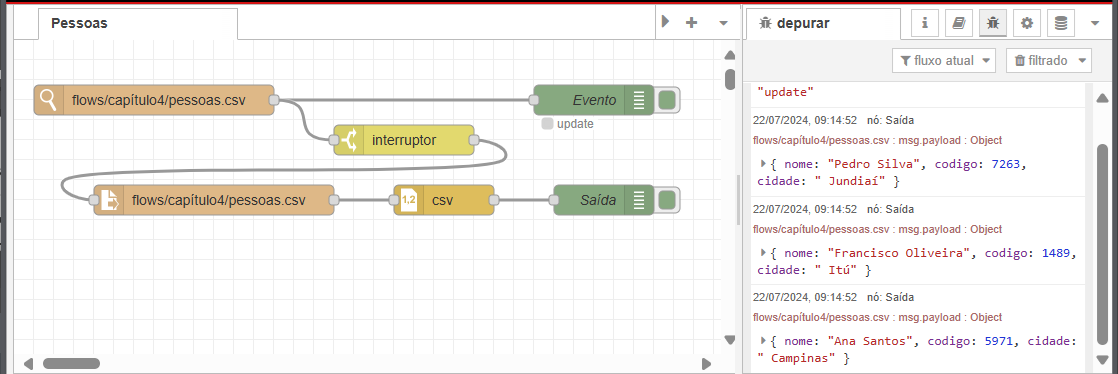 Pessoas
flows/capítulo4/pessoas.csv
Evento
update
interruptor
flows/capítulo4/pessoas.csv
1,2
csv
Saída
depurar
i
fluxo atual
filtrado
"update"
22/07/2024, 09:14:52 nó: Saída
flows/capítulo4/pessoas.csv : msg.payload : Object
{ nome: "Pedro Silva", codigo: 7263,
cidade: " Jundiaí" }
22/07/2024, 09:14:52 nó: Saída
flows/capítulo4/pessoas.csv : msg.payload : Object
{ nome: "Francisco Oliveira", codigo: 1489,
cidade: " Itú" }
22/07/2024, 09:14:52 nó: Saída
flows/capítulo4/pessoas.csv : msg.payload : Object
{ nome: "Ana Santos", codigo: 5971, cidade:
" Campinas" }